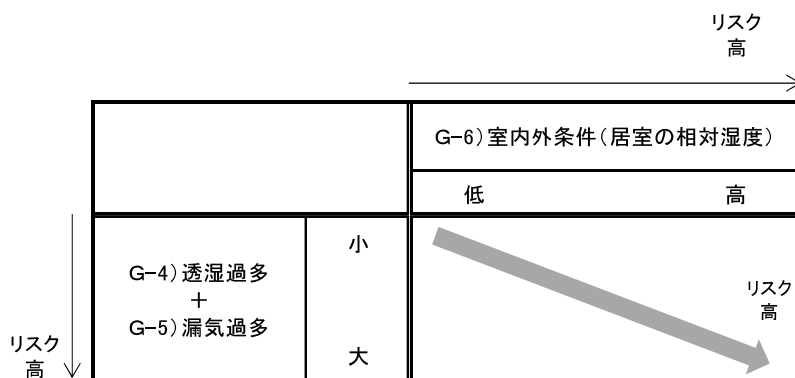 リスク
高
G-6)室内外条件(居室の相対湿度)
低 高
G-4)透湿過多
+
G-5)漏気過多
小
大
リスク
高
リスク
高